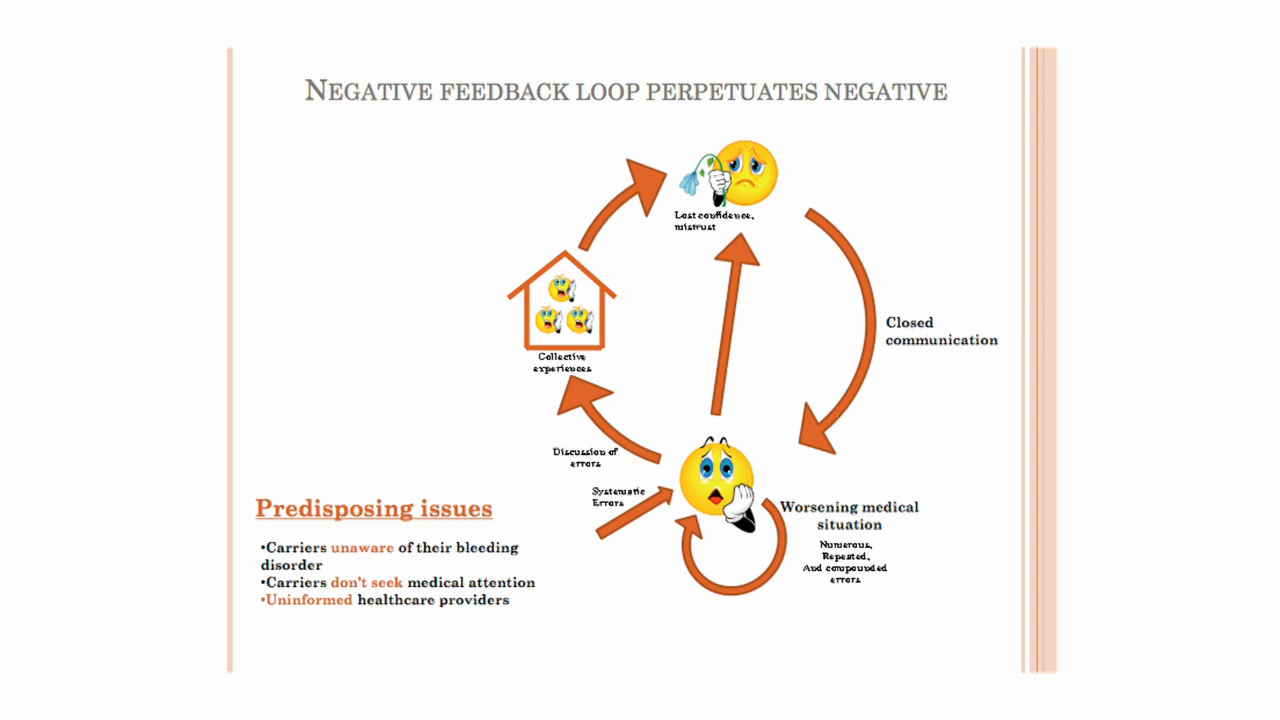 NEGATIVE FEEDBACK LOOP PERPETUATES NEGATIVE
Lost confidence,
mistrust
Closed
communication
Collective
experiences
Discussion of
errors
Systematic
Errors
Worsening medical
situation
Numerous,
Repeated,
And compounded
errors
Predisposing issues
•Carriers unaware of their bleeding
disorder
•Carriers don't seek medical attention
•Uninformed healthcare providers